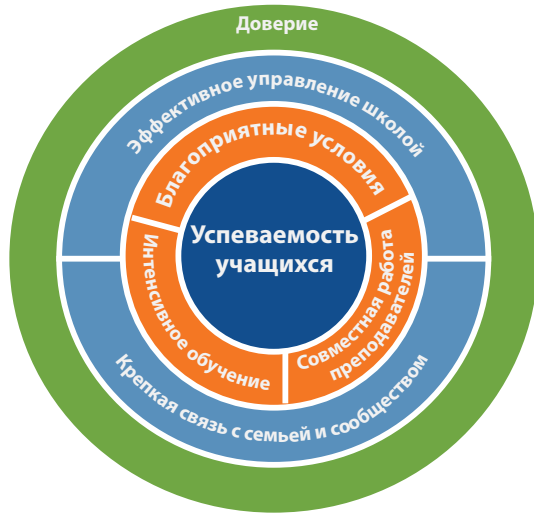 Доверие
Эффективное управление школой
Благоприятные условия
Успеваемость
учащихся
Интенсивное обучение
Совместная работа
преподавателей
Крепкая связь с семьей и сообществом